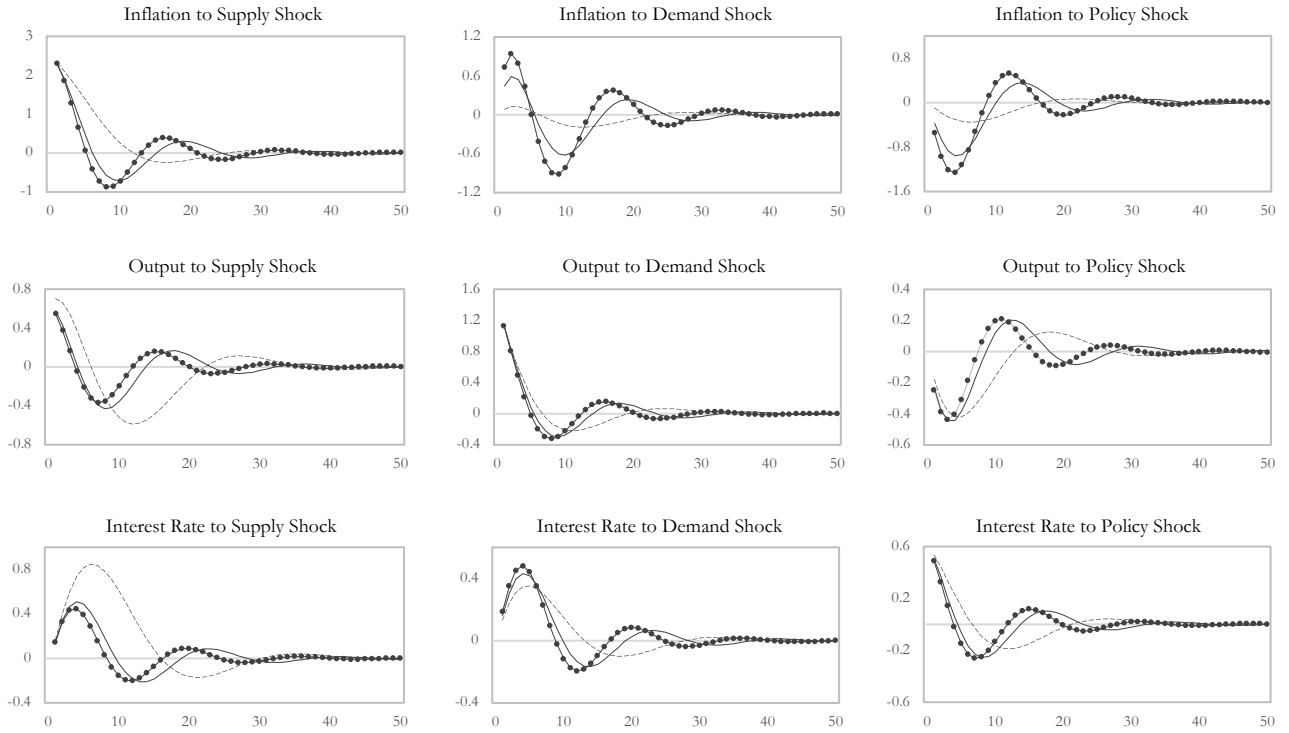 Inflation to Supply Shock
3
2
1
0
-1
0 10 20 30 40 50
Inflation to Demand Shock
1.2
0.6
0.0
-0.6
-1.2
0 10 20 30 40 50
Inflation to Policy Shock
0.8
0
-0.8
-1.6
0 10 20 30 40 50
Output to Supply Shock
0.8
0.4
0
-0.4
-0.8
0 10 20 30 40 50
Output to Demand Shock
1.6
1.2
0.8
0.4
0
-0.4
0 10 20 30 40 50
Output to Policy Shock
0.4
0.2
0
-0.2
-0.4
-0.6
0 10 20 30 40 50
Interest Rate to Supply Shock
0.8
0.4
0
-0.4
0 10 20 30 40 50
Interest Rate to Demand Shock
0.4
0
-0.4
0 10 20 30 40 50
Interest Rate to Policy Shock
0.6
0.2
-0.2
-0.6
0 10 20 30 40 50